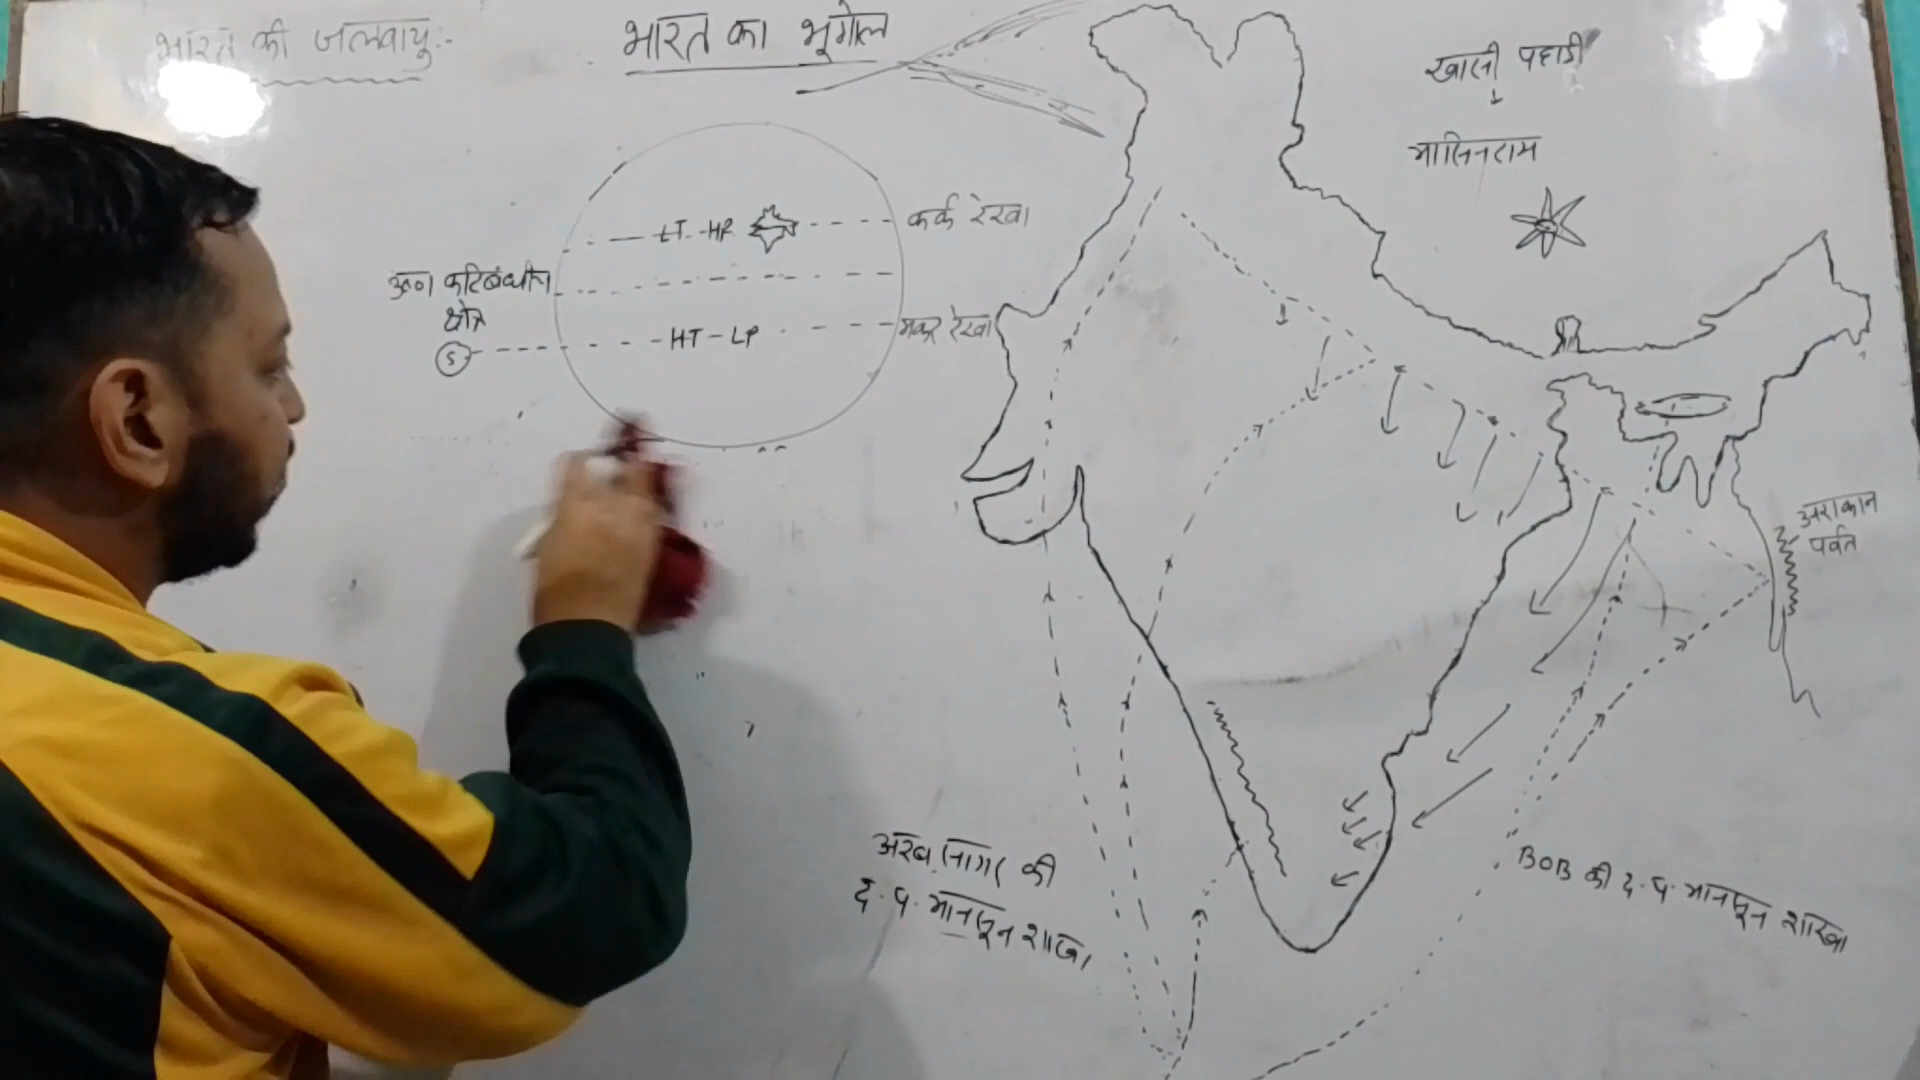 भारत की जलवायु:-
भारत का भूगोल
खासी पहाडी
↓
मासिनराम
LT-HP
कर्क रेखा
उष्ण कटिबंधीय
क्षेत्र
S
HT-LP
मकर रेखा
अराकान
पर्वत
अरब सागर की
द.प. मानसून शाखा
BOB की द.प. मानसून शाखा